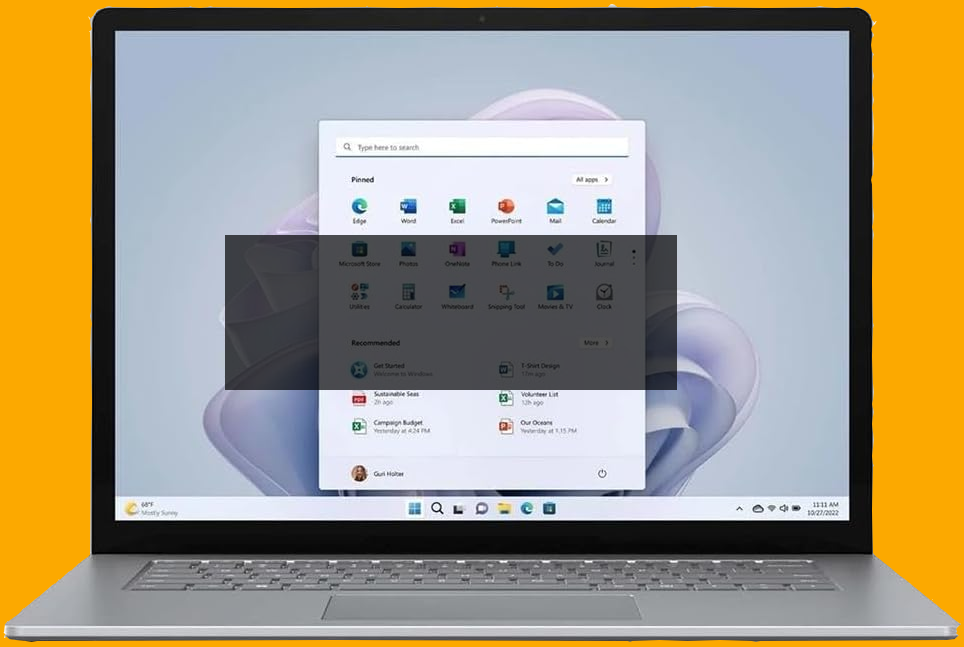 Type here to search
Pinned
All apps >
Edge
Word
Excel
PowerPoint
Mail
Calendar
Microsoft Store
Photos
OneNote
Phone Link
To Do
Journal
Utilities
Calculator
Whiteboard
Snipping Tool
Movies & TV
Clock
Recommended
More >
Get Started
Welcome to Windows
T-Shirt Design
17m ago
Sustainable Seas
2h ago
Volunteer List
12h ago
Campaign Budget
Yesterday at 4:24 PM
Our Oceans
Yesterday at 1:15 PM
Guri Holter
68°F
Mostly Sunny
11:11 AM
10/27/2022